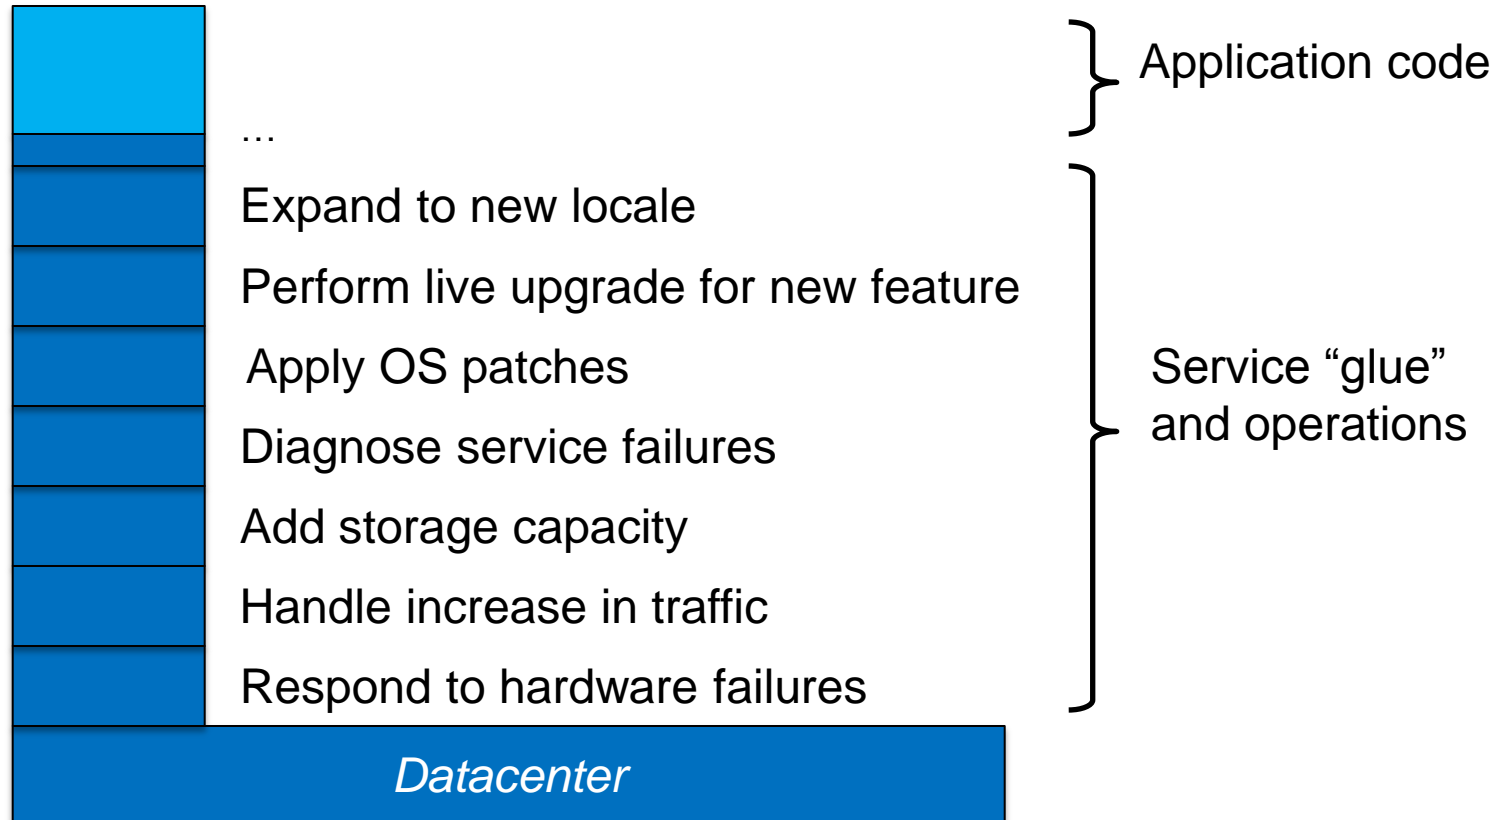 Application code
…
Expand to new locale
Perform live upgrade for new feature
Apply OS patches
Diagnose service failures
Add storage capacity
Handle increase in traffic
Respond to hardware failures
Service “glue”
and operations
Datacenter